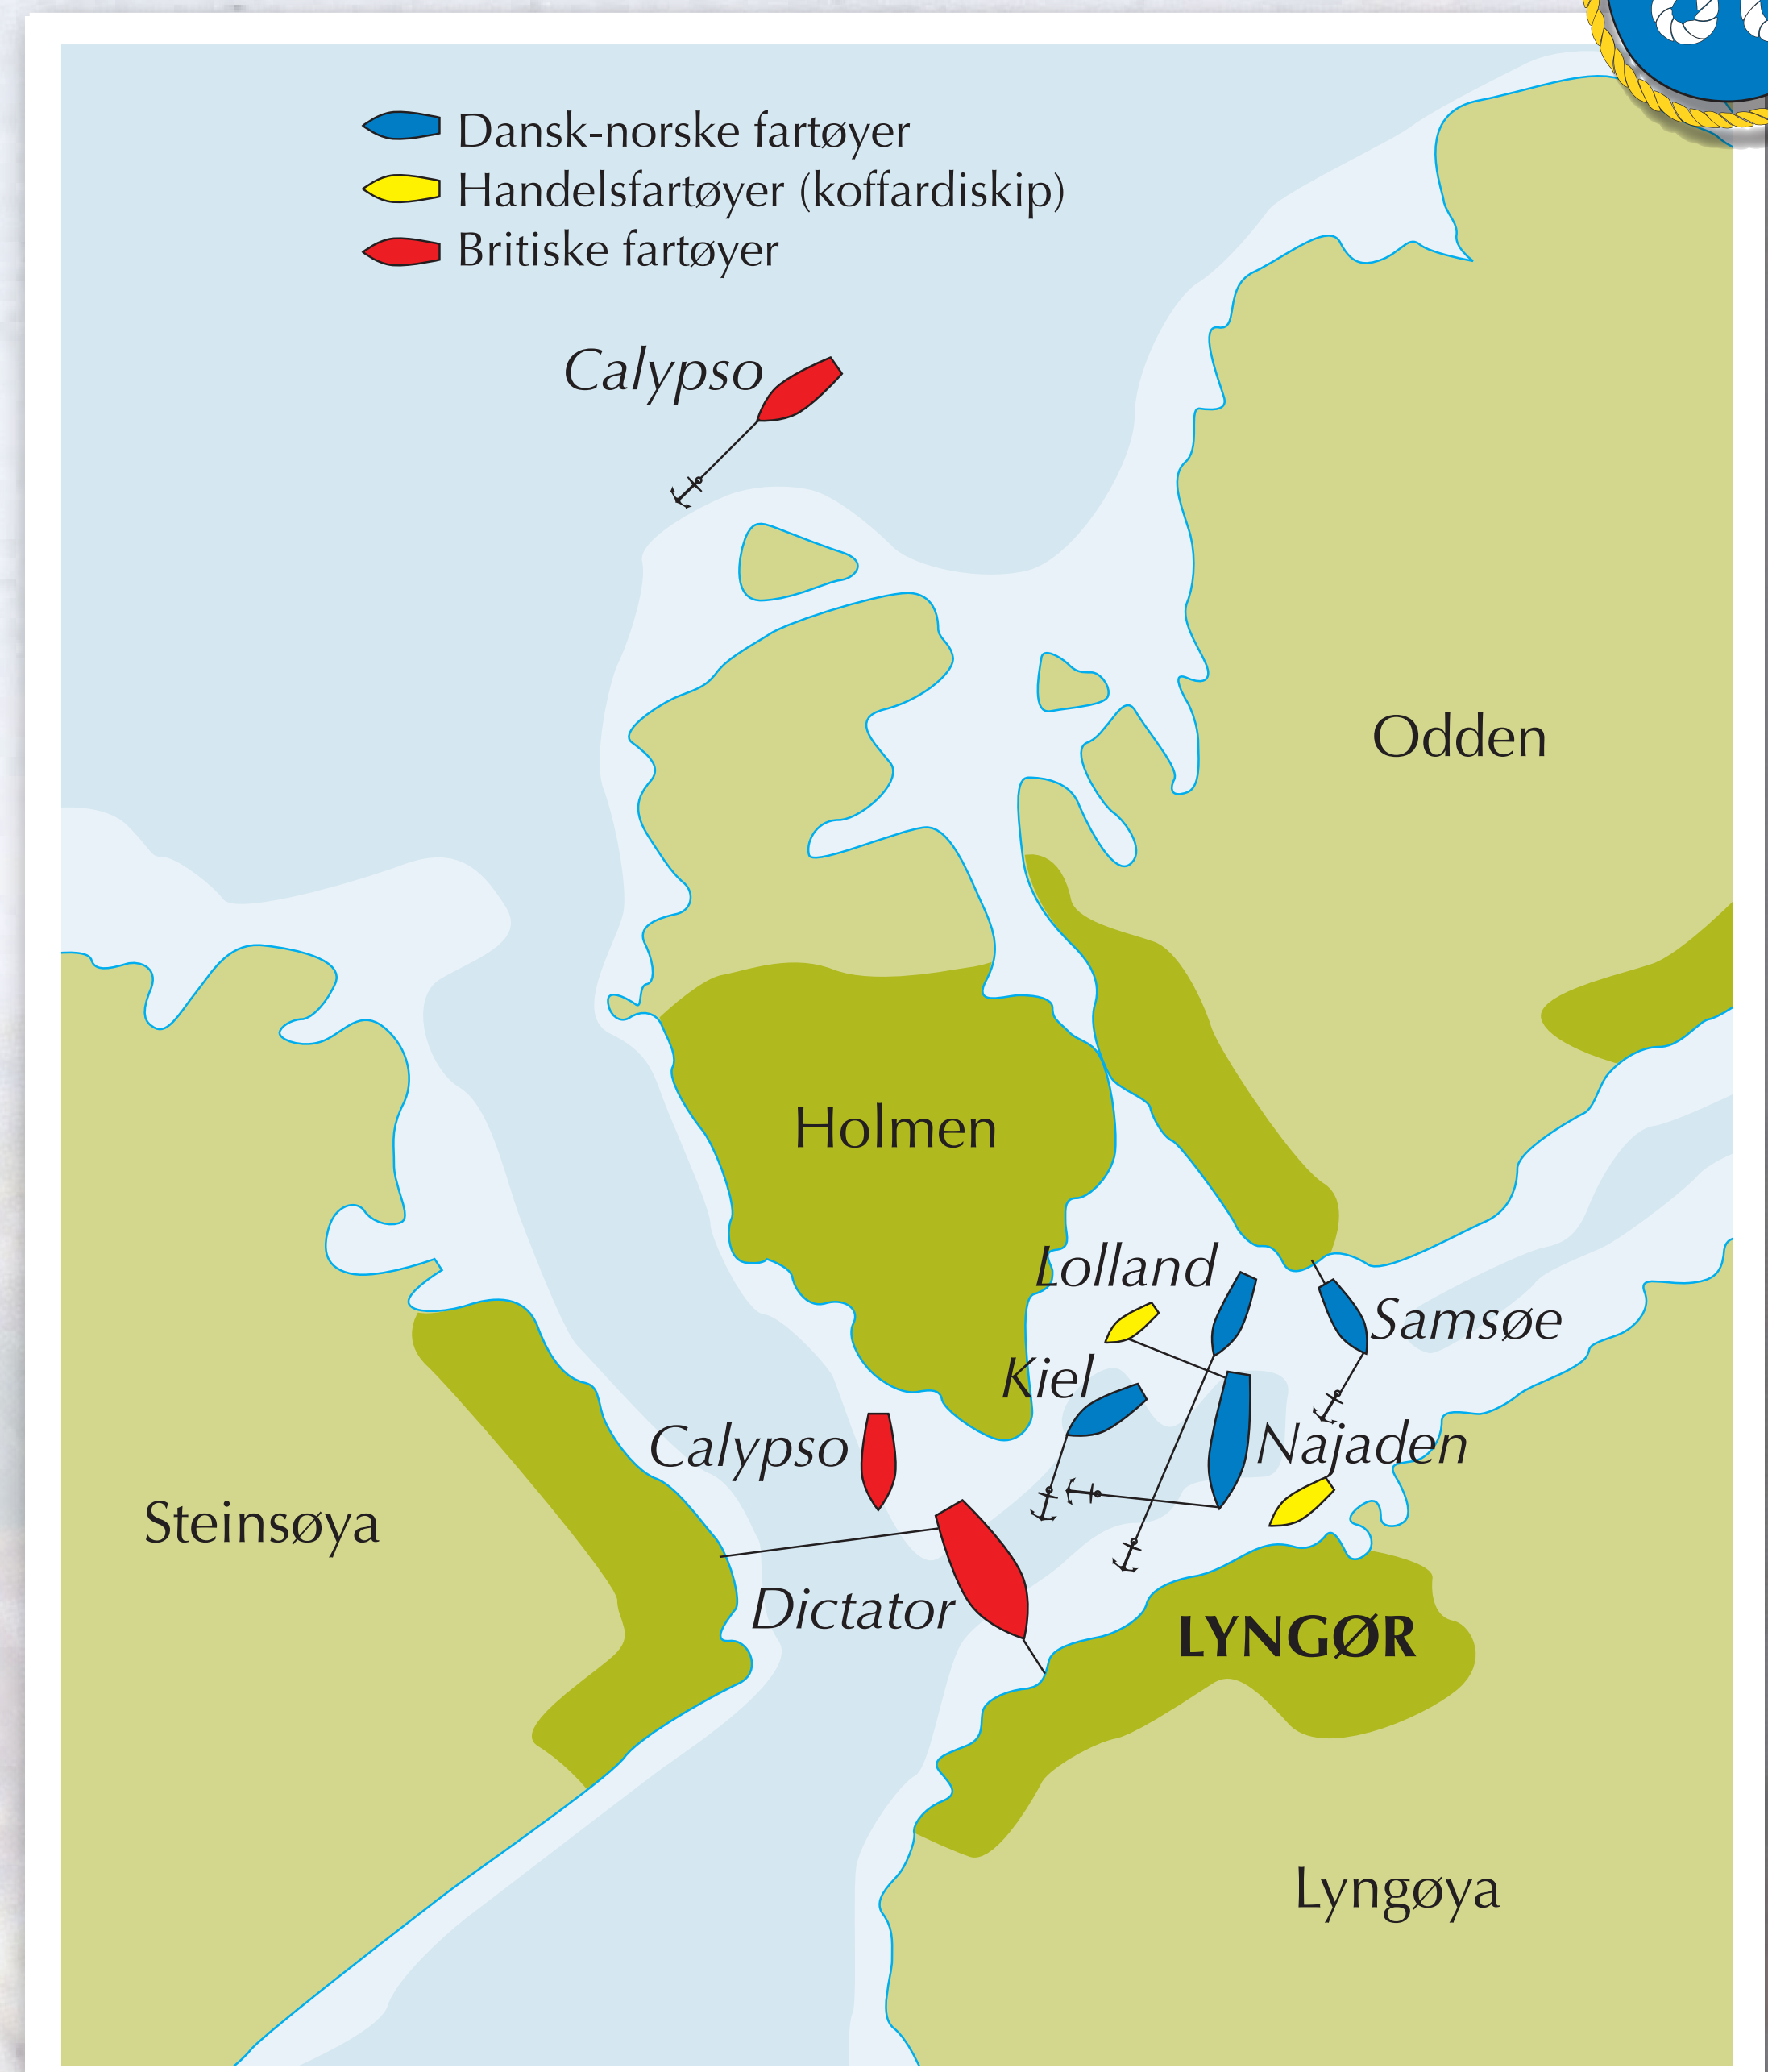 Dansk-norske fartøyer
Handelsfartøyer (koffardiskip)
Britiske fartøyer
Calypso
Odden
Holmen
Lolland
Samsøe
Kiel
Najaden
Calypso
Steinsøya
Dictator
LYNGØR
Lyngøya